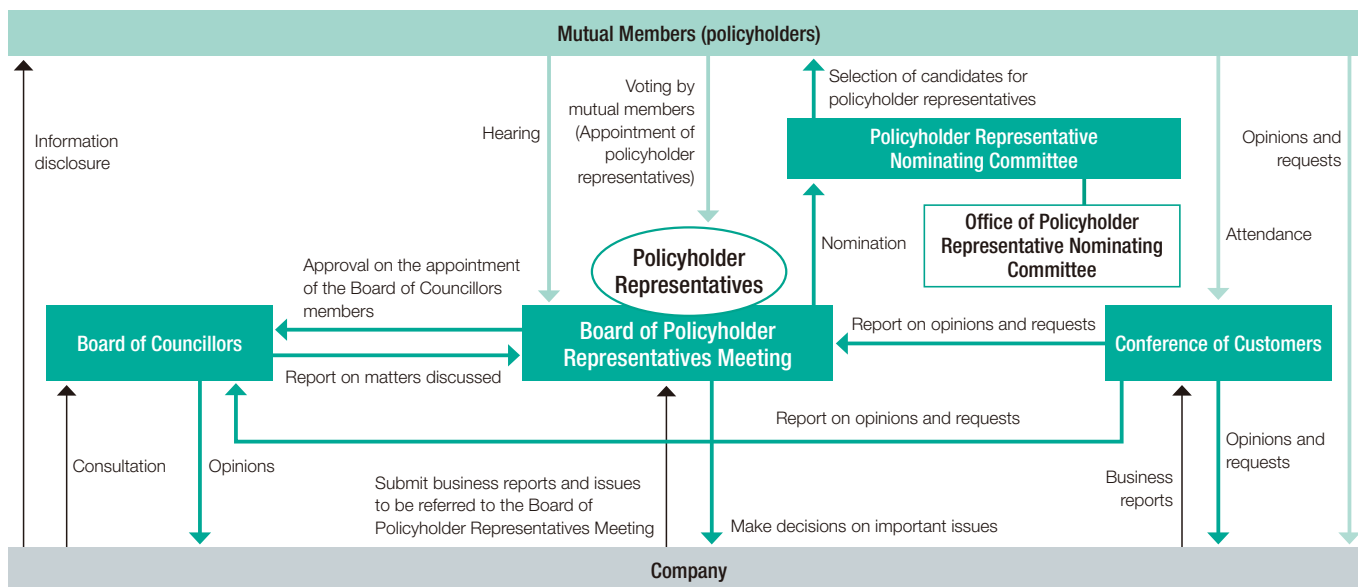 Mutual Members (policyholders)
Information
disclosure
Hearing
Voting by
mutual members
(Appointment of
policyholder
representatives)
Selection of candidates for
policyholder representatives
Policyholder Representative
Nominating Committee
Opinions and
requests
Office of Policyholder
Representative Nominating
Committee
Nomination
Attendance
Policyholder
Representatives
Approval on the appointment
of the Board of Councillors
members
Board of Councillors
Board of Policyholder
Representatives Meeting
Report on opinions and requests
Conference of Customers
Report on matters discussed
Report on opinions and requests
Consultation
Opinions
Submit business reports and issues
to be referred to the Board of
Policyholder Representatives Meeting
Make decisions on important issues
Business
reports
Opinions and
requests
Company